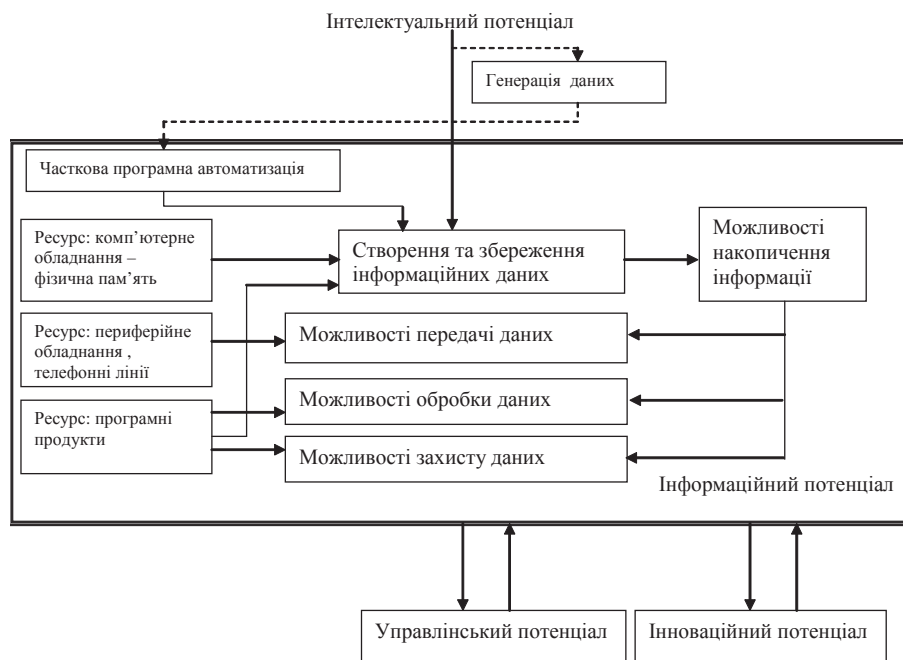 Інтелектуальний потенціал
Генерація даних
Часткова програмна автоматизація
Ресурс: комп’ютерне
обладнання –
фізична пам’ять
Створення та збереження
інформаційних даних
Можливості
накопичення
інформації
Ресурс: периферійне
обладнання ,
телефонні лінії
Можливості передачі даних
Ресурс: програмні
продукти
Можливості обробки даних
Можливості захисту даних
Інформаційний потенціал
Управлінський потенціал
Інноваційний потенціал